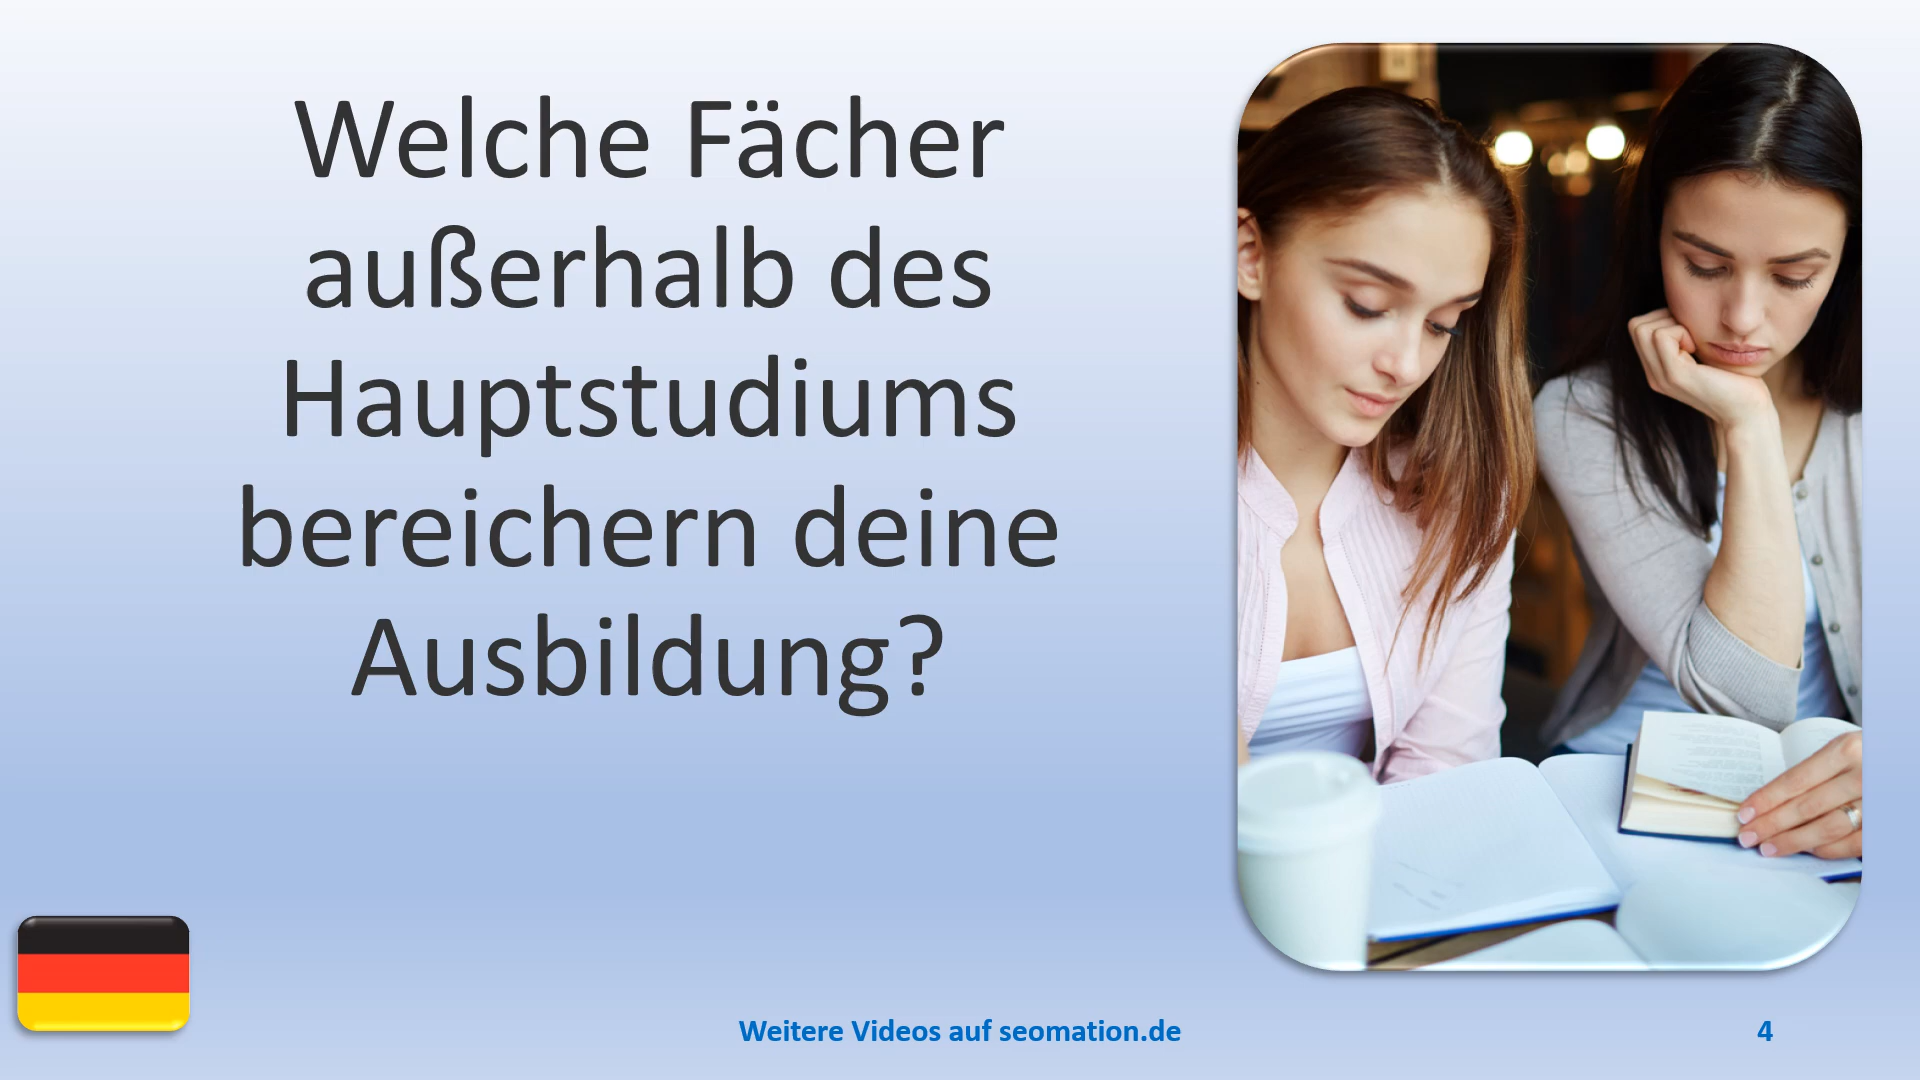 Welche Fächer
außerhalb des
Hauptstudiums
bereichern deine
Ausbildung?
Weitere Videos auf seomation.de
4